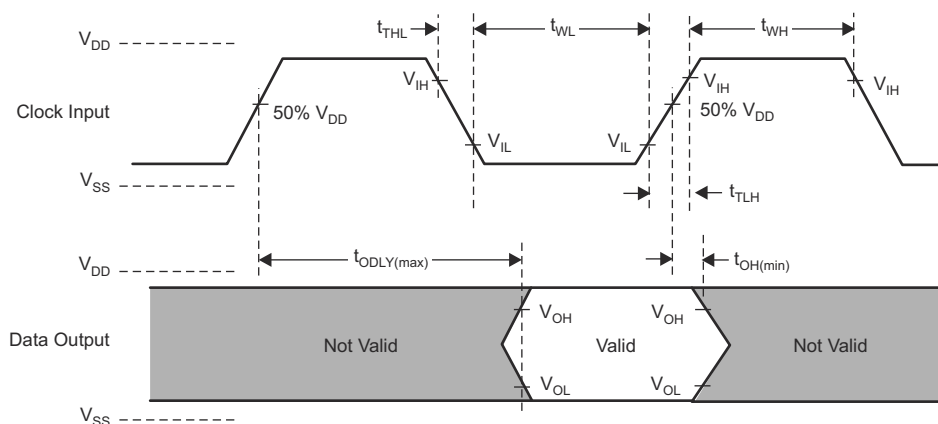 t_THL
t_WL
t_WH
V_DD
V_IH
V_IH
V_IH
Clock Input
50% V_DD
50% V_DD
V_IL
V_IL
V_SS
t_TLH
V_DD
t_ODLY(max)
t_OH(min)
V_OH
V_OH
Data Output
Not Valid
Valid
Not Valid
V_OL
V_OL
V_SS